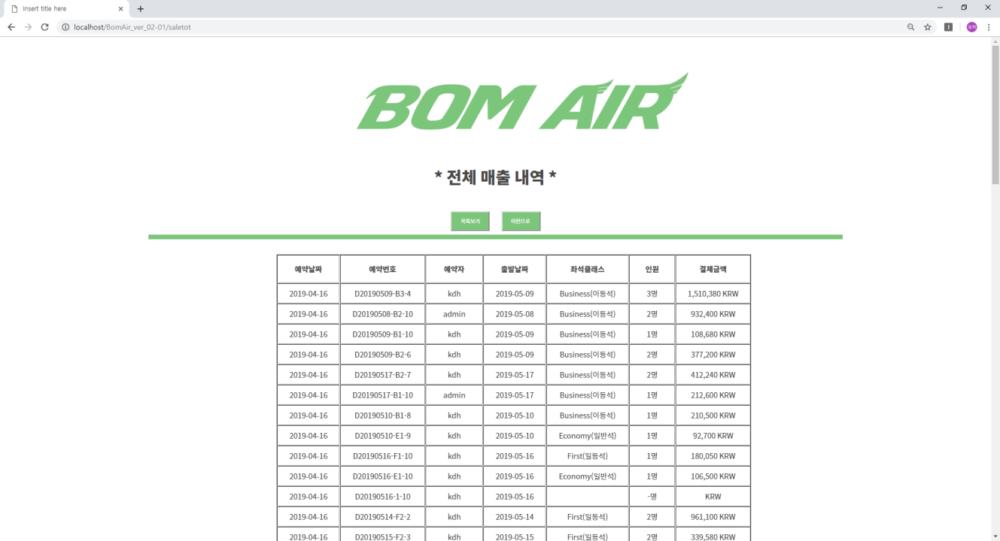 Insert title here
localhost/BomAir_ver_02-01/saletot
BOM AIR
* 전체 매출 내역 *
목록보기 이전으로
예약날짜 예약번호 예약자 출발날짜 좌석클래스 인원 결제금액
2019-04-16 D20190509-B3-4 kdh 2019-05-09 Business(이등석) 3명 1,510,380 KRW
2019-04-16 D20190508-B2-10 admin 2019-05-08 Business(이등석) 2명 932,400 KRW
2019-04-16 D20190509-B1-10 kdh 2019-05-09 Business(이등석) 1명 108,680 KRW
2019-04-16 D20190509-B2-6 kdh 2019-05-09 Business(이등석) 2명 377,200 KRW
2019-04-16 D20190517-B2-7 kdh 2019-05-17 Business(이등석) 2명 412,240 KRW
2019-04-16 D20190517-B1-10 admin 2019-05-17 Business(이등석) 1명 212,600 KRW
2019-04-16 D20190510-B1-8 kdh 2019-05-10 Business(이등석) 1명 210,500 KRW
2019-04-16 D20190510-E1-9 kdh 2019-05-10 Economy(일반석) 1명 92,700 KRW
2019-04-16 D20190516-F1-10 kdh 2019-05-16 First(일등석) 1명 180,050 KRW
2019-04-16 D20190516-E1-10 kdh 2019-05-16 Economy(일반석) 1명 106,500 KRW
2019-04-16 D20190516-1-10 kdh 2019-05-16 -명 KRW
2019-04-16 D20190514-F2-2 kdh 2019-05-14 First(일등석) 2명 961,100 KRW
2019-04-16 D20190515-F2-3 kdh 2019-05-15 First(일등석) 2명 339,580 KRW